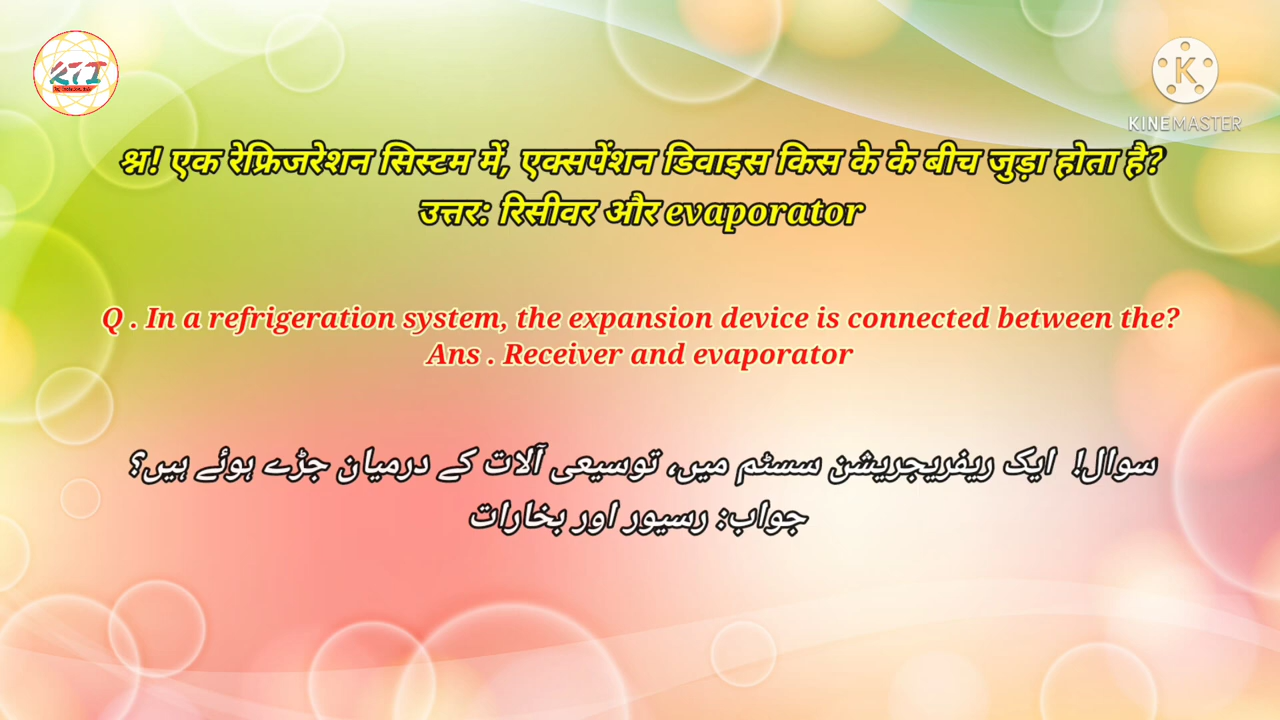 KTI
KINEMASTER
श्न! एक रेफ्रिजरेशन सिस्टम में, एक्सपेंशन डिवाइस किस के के बीच जुड़ा होता है?
उत्तर: रिसीवर और evaporator
Q . In a refrigeration system, the expansion device is connected between the?
Ans . Receiver and evaporator
سوال!  ایک ریفریجریشن سسٹم میں، توسیعی آلات کے درمیان جڑے ہوئے ہیں؟
جواب: رسیور اور بخارات